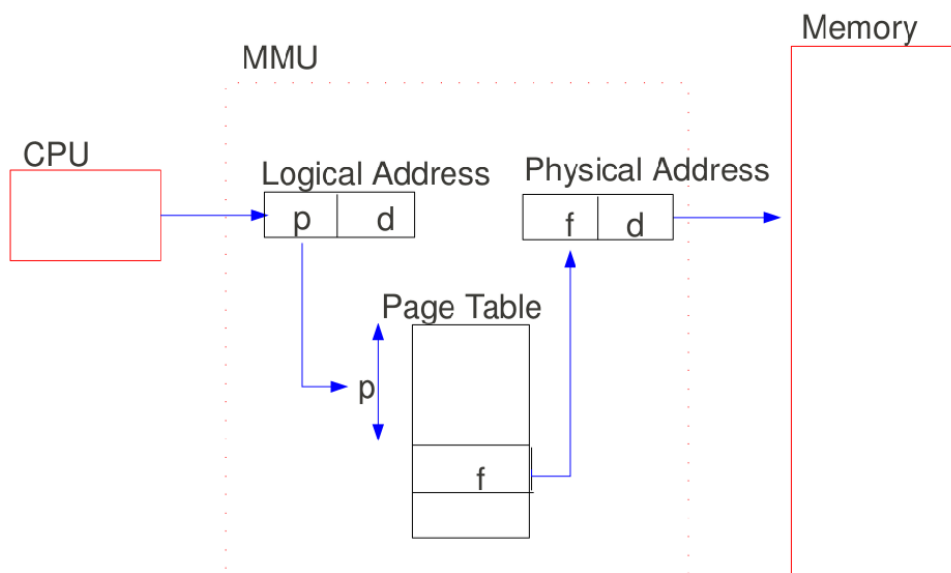 Memory
MMU
CPU
Logical Address
Physical Address
p d
f d
Page Table
p
f